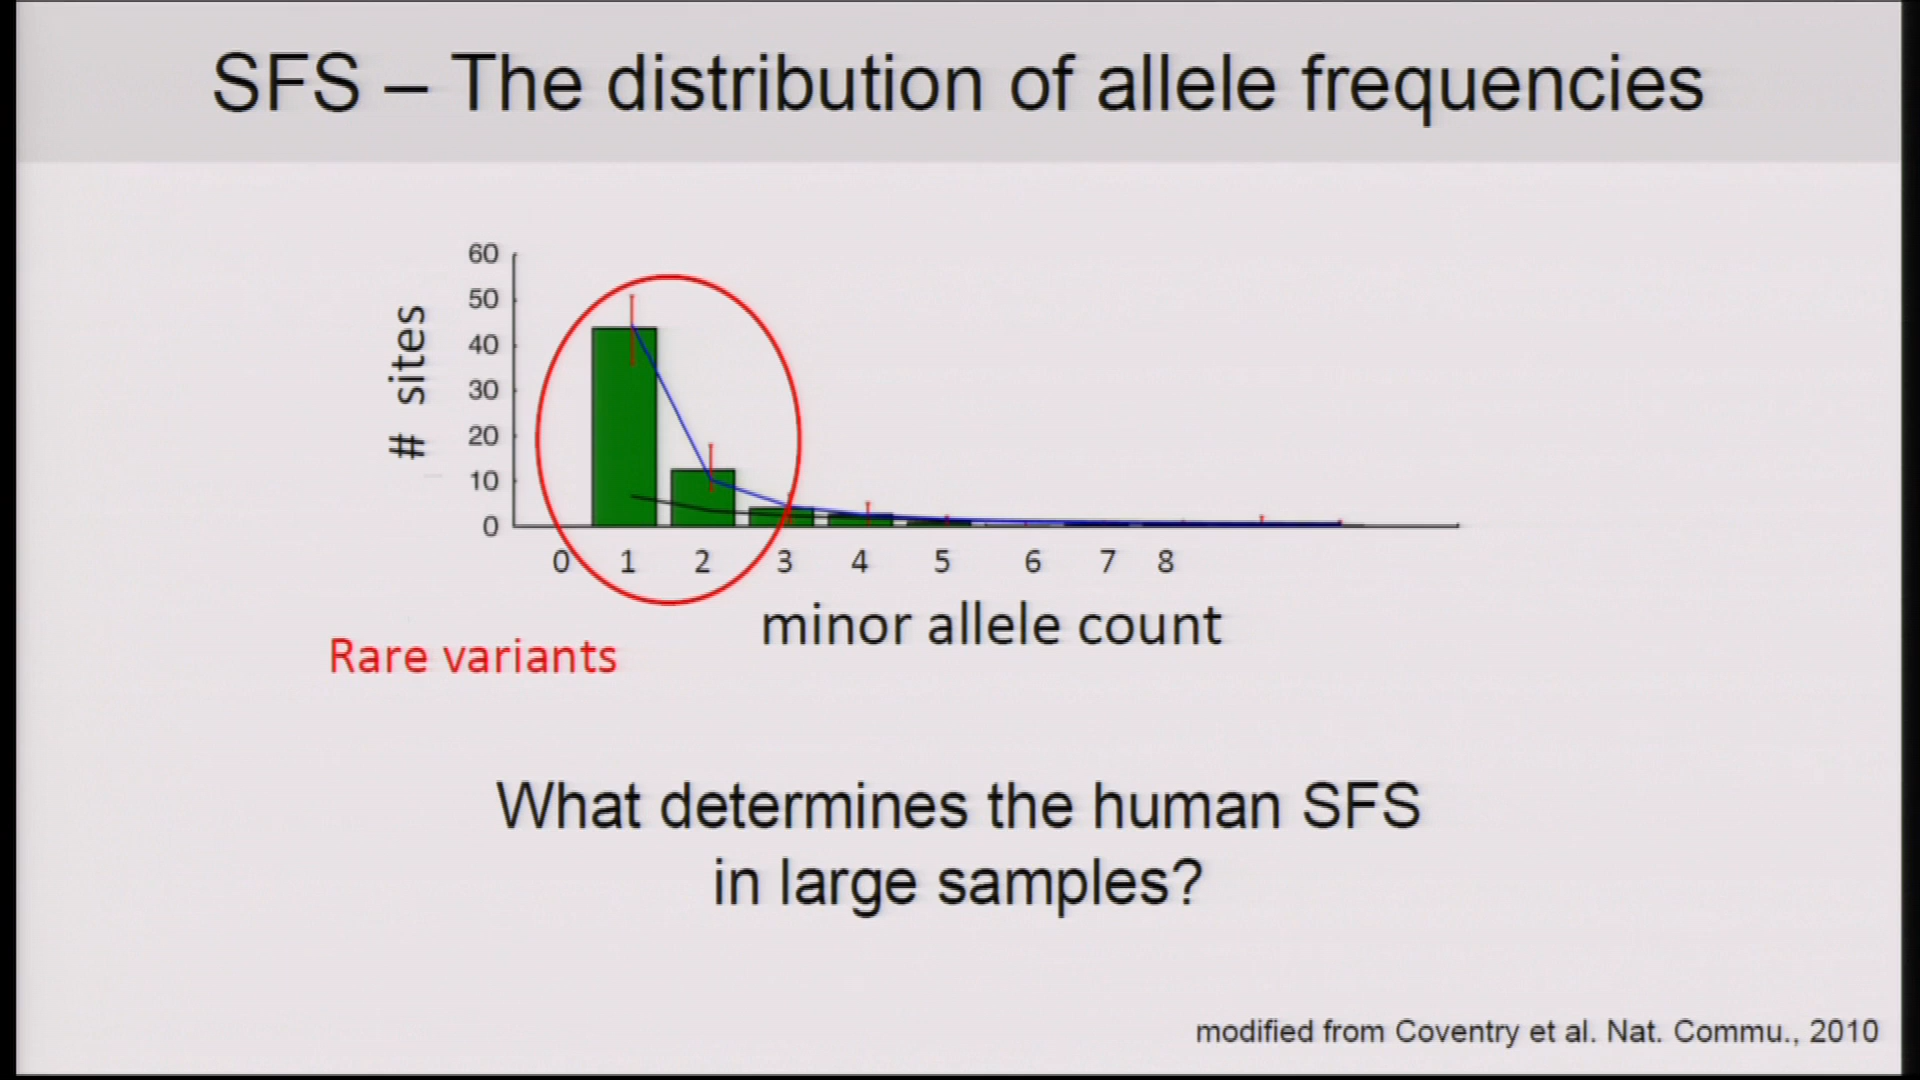 SFS – The distribution of allele frequencies
60
50
40
30
20
10
0
# sites
0 1 2 3 4 5 6 7 8
minor allele count
Rare variants
What determines the human SFS
in large samples?
modified from Coventry et al. Nat. Commu., 2010